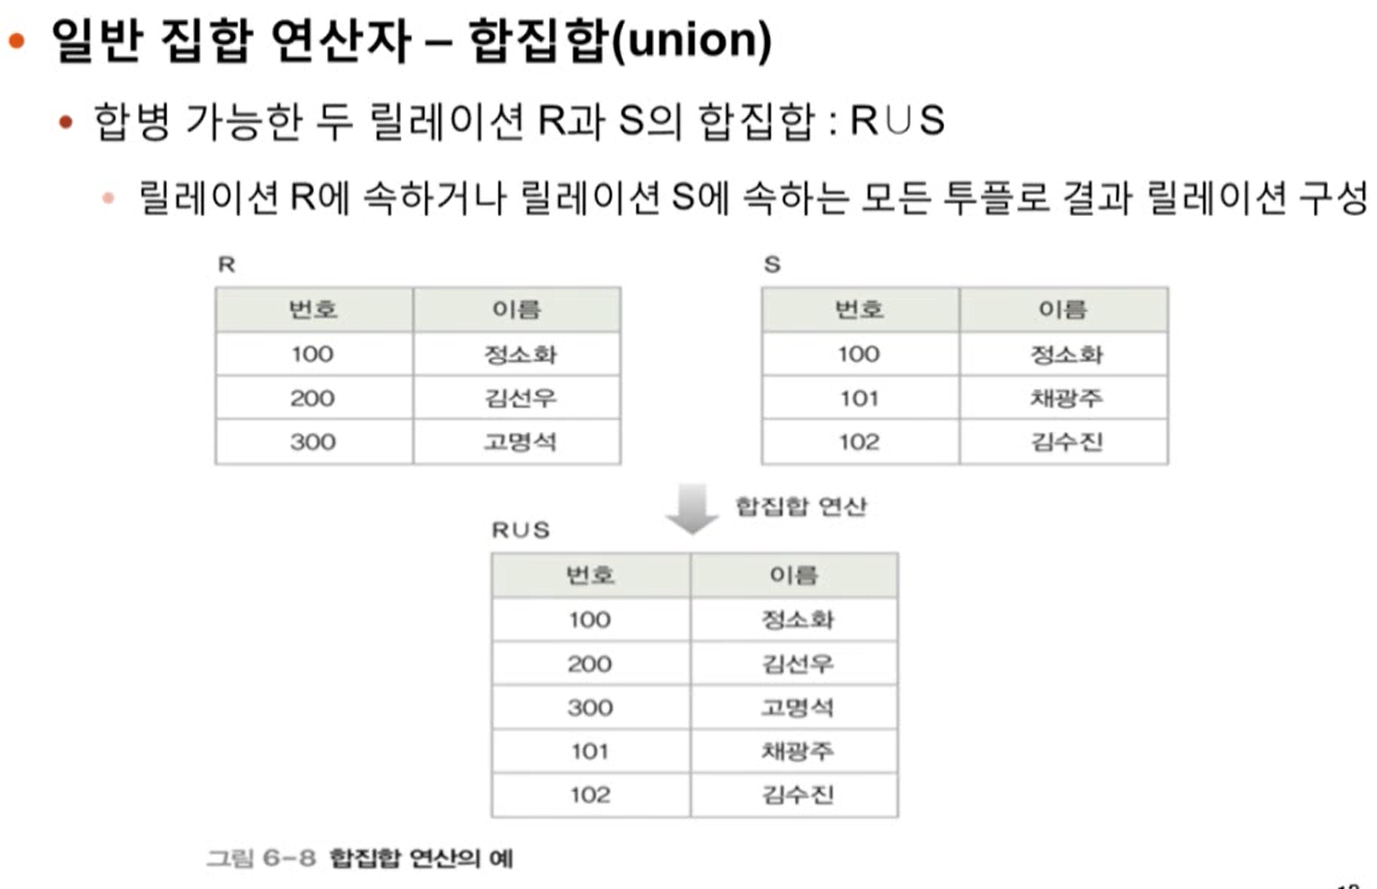 일반 집합 연산자 – 합집합(union)
합병 가능한 두 릴레이션 R과 S의 합집합 : R∪S
릴레이션 R에 속하거나 릴레이션 S에 속하는 모든 투플로 결과 릴레이션 구성
R
번호 이름
100 정소화
200 김선우
300 고명석
S
번호 이름
100 정소화
101 채광주
102 김수진
합집합 연산
R∪S
번호 이름
100 정소화
200 김선우
300 고명석
101 채광주
102 김수진
그림 6-8 합집합 연산의 예